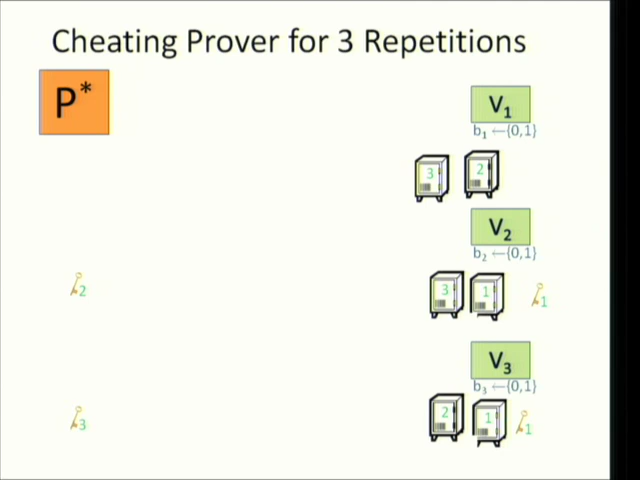 Cheating Prover for 3 Repetitions
P*
V₁
b₁ ←{0,1}
3
2
V₂
b₂ ←{0,1}
2
3
1
1
V₃
b₃ ←{0,1}
3
2
1
1